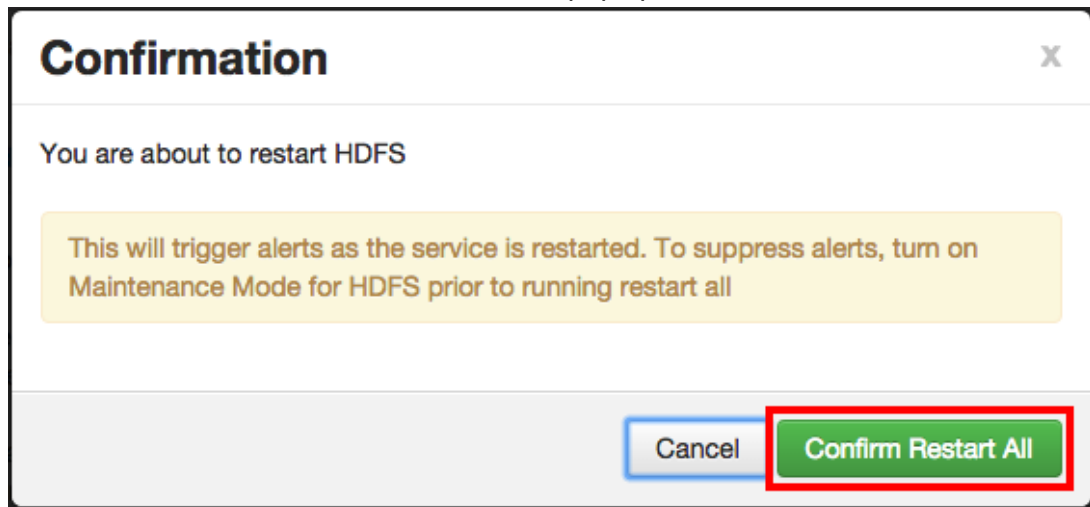 Confirmation
x
You are about to restart HDFS
This will trigger alerts as the service is restarted. To suppress alerts, turn on
Maintenance Mode for HDFS prior to running restart all
Cancel
Confirm Restart All